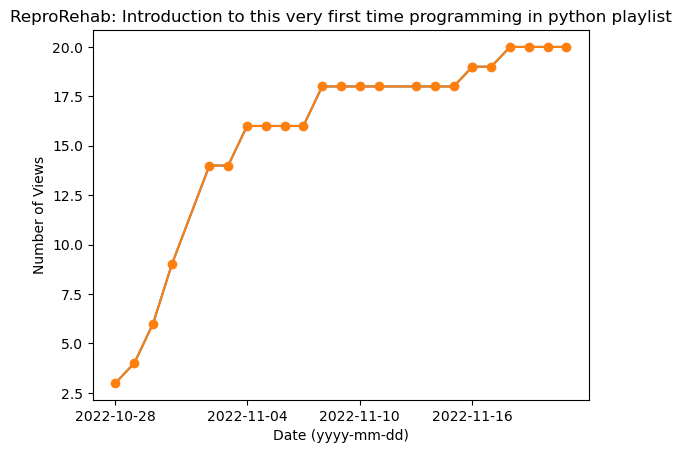 ReproRehab: Introduction to this very first time programming in python playlist
20.0
17.5
15.0
12.5
10.0
7.5
5.0
2.5
Number of Views
2022-10-28 2022-11-04 2022-11-10 2022-11-16
Date (yyyy-mm-dd)